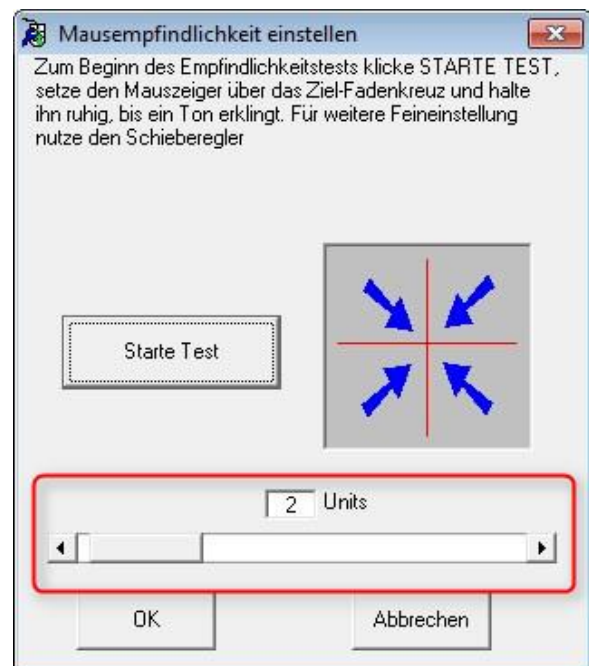 Mausempfindlichkeit einstellen
Zum Beginn des Empfindlichkeitstests klicke STARTE TEST,
setze den Mauszeiger über das Ziel-Fadenkreuz und halte
ihn ruhig, bis ein Ton erklingt. Für weitere Feineinstellung
nutze den Schieberegler
Starte Test
2 Units
OK Abbrechen